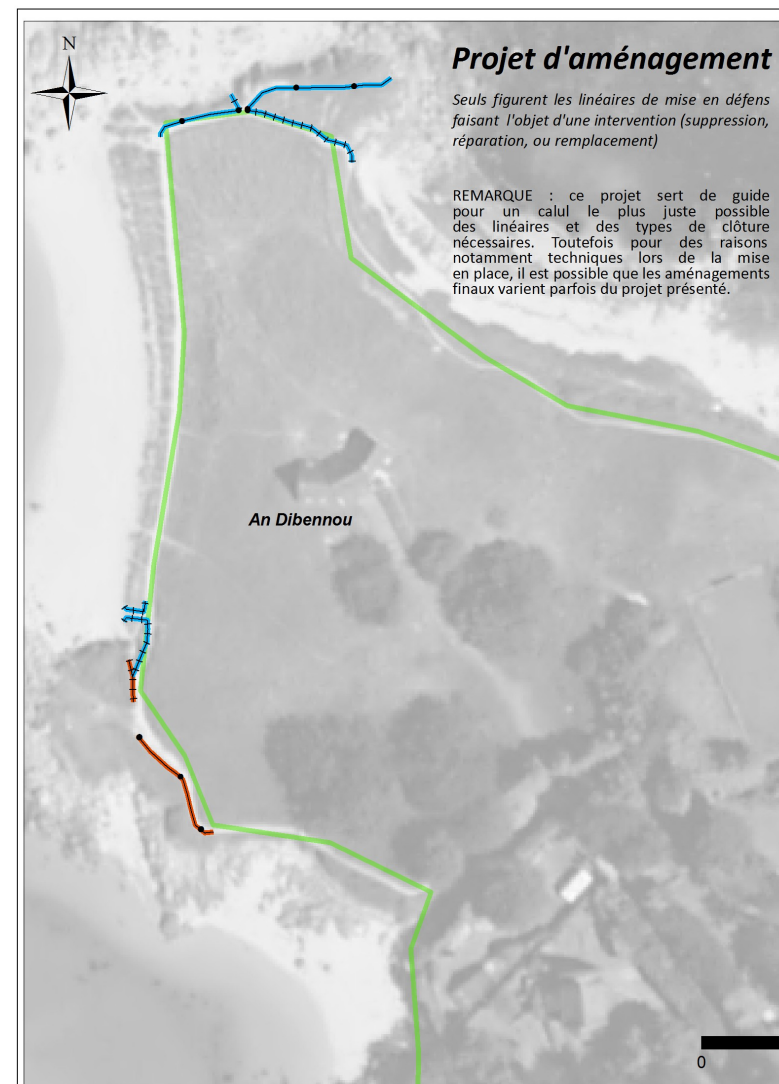 N
Projet d'aménagement
Seuls figurent les linéaires de mise en défens
faisant l'objet d'une intervention (suppression,
réparation, ou remplacement)
REMARQUE : ce projet sert de guide
pour un calul le plus juste possible
des linéaires et des types de clôture
nécessaires. Toutefois pour des raisons
notamment techniques lors de la mise
en place, il est possible que les aménagements
finaux varient parfois du projet présenté.
An Dibennou
0